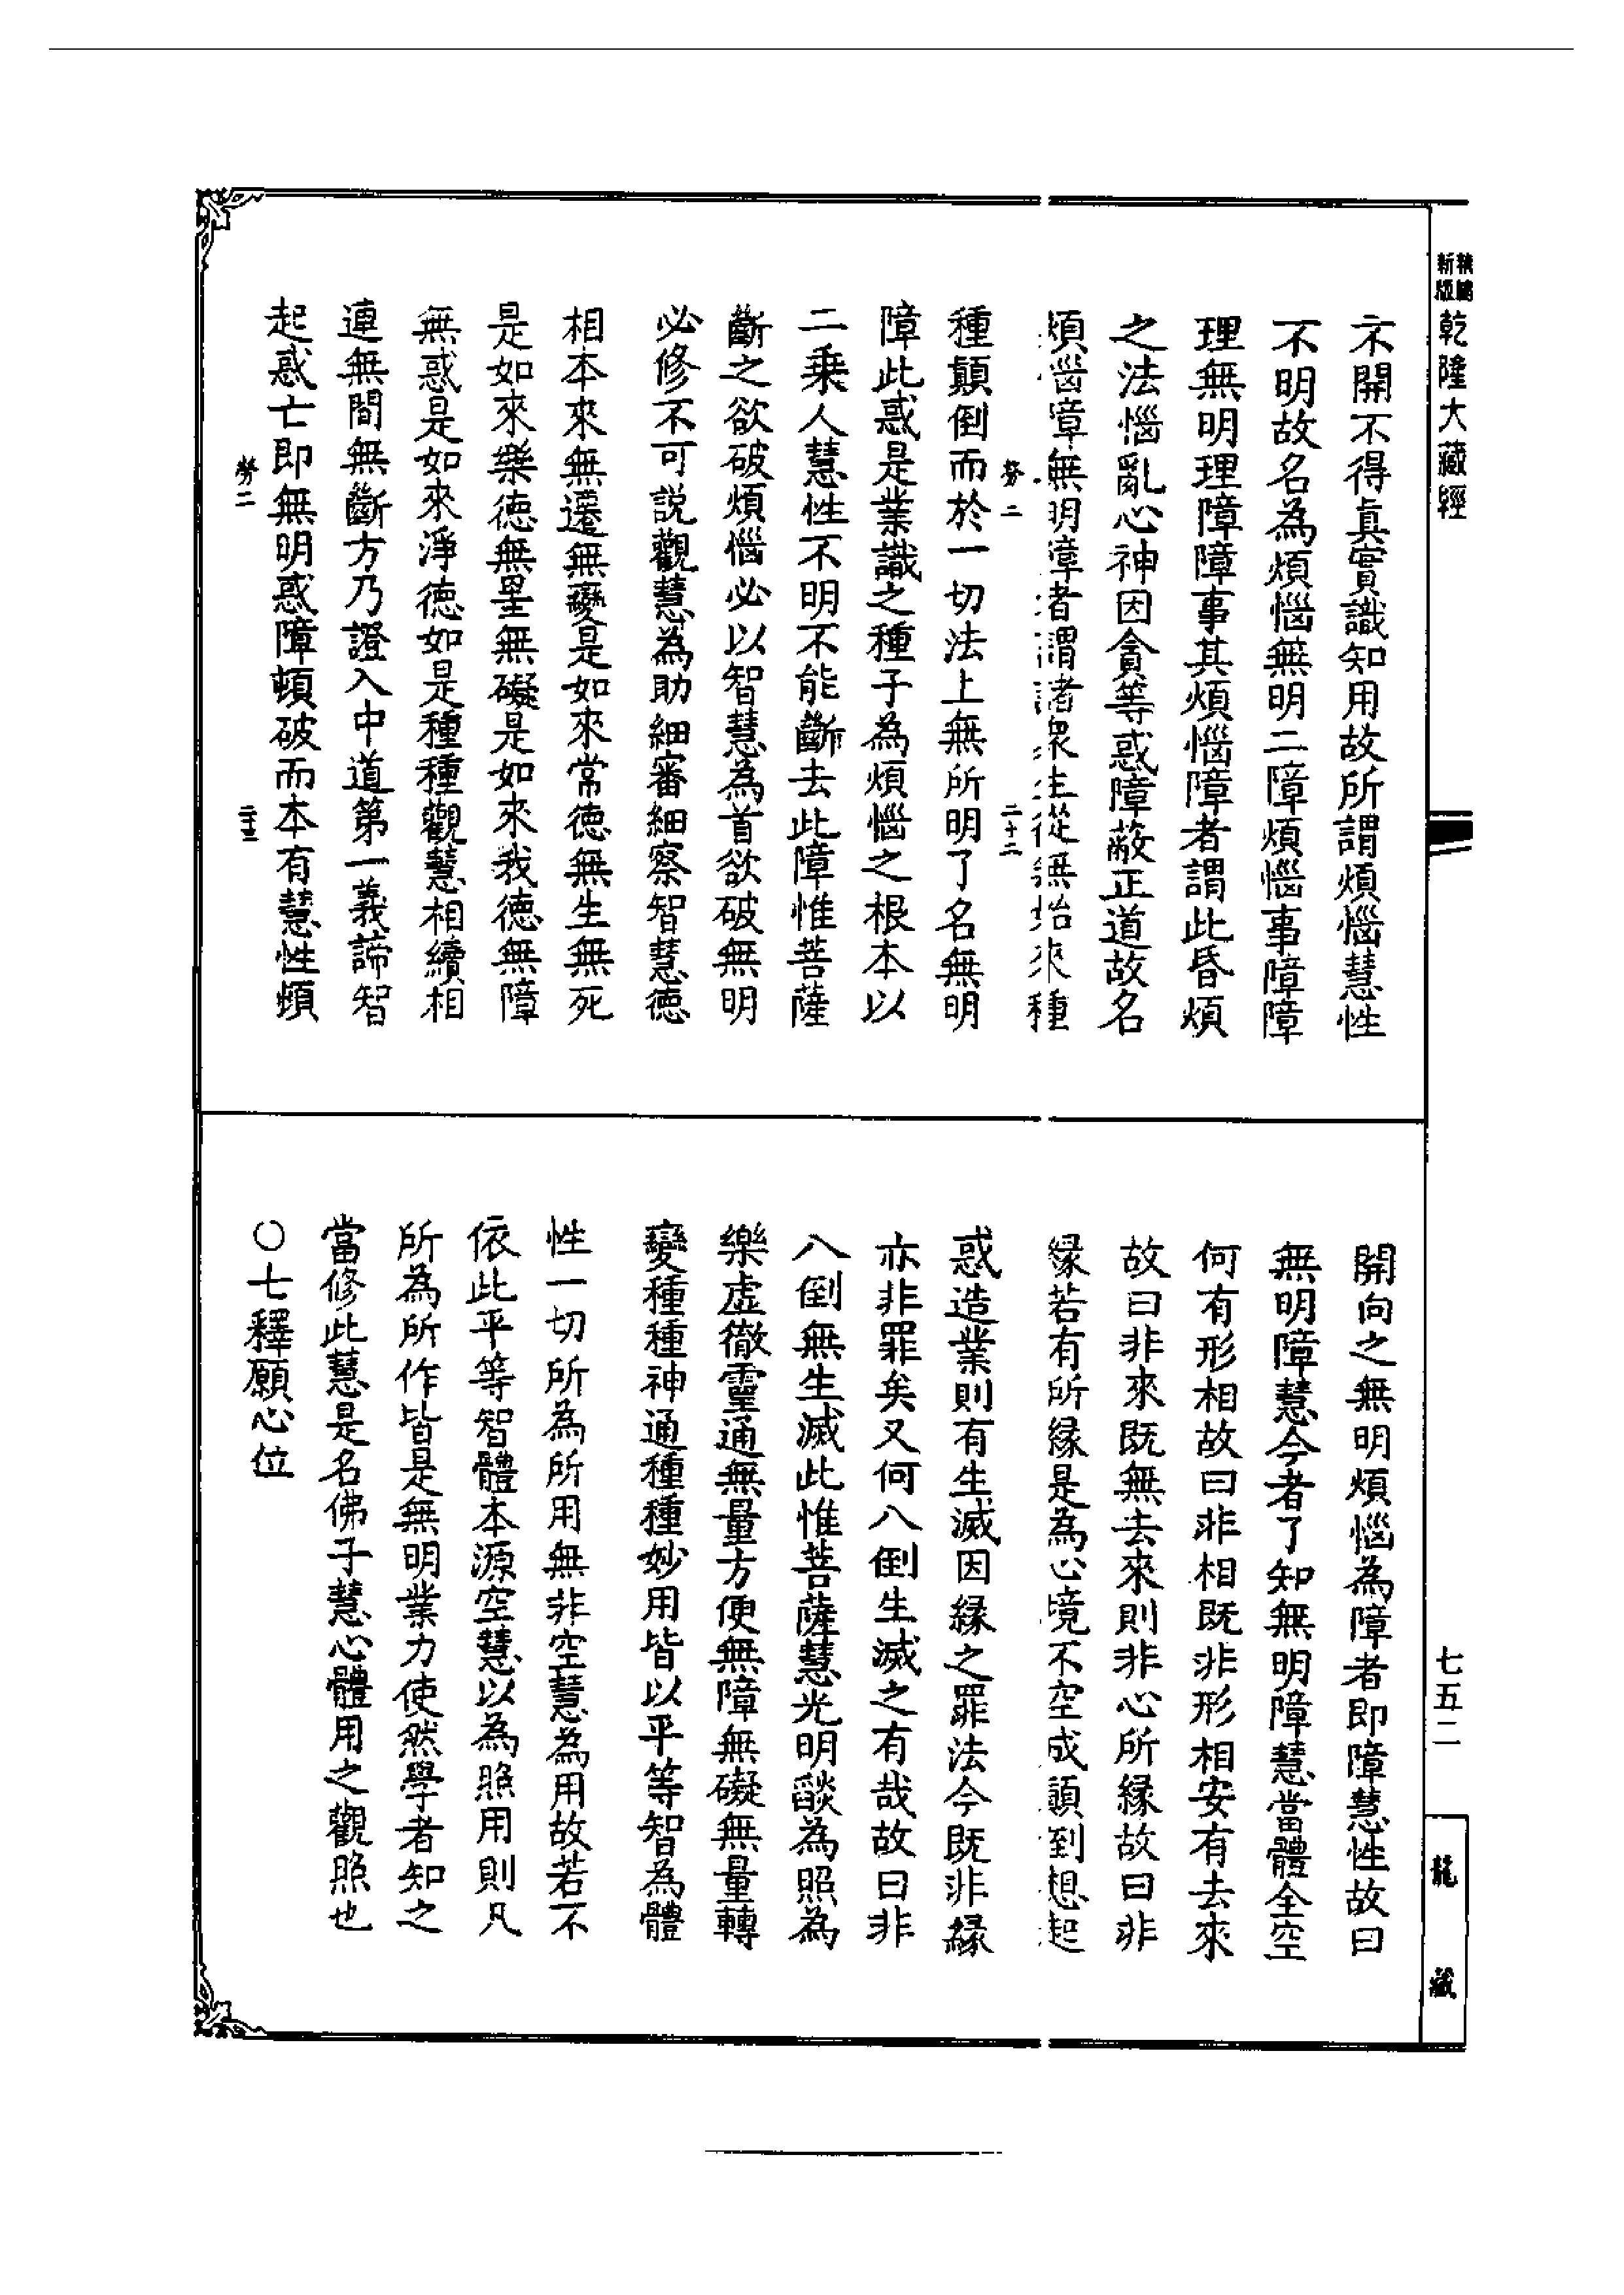 新版
精縮
乾隆大藏經
不開不得真實識知用故所謂煩惱慧性
不明故名為煩惱無明二障煩惱事障障
理無明理障障事其煩惱障者謂此昏煩
之法惱亂心神因貪等惑障蔽正道故名
煩惱障無明障者謂諸眾生從無始來種
勞二 二十二
種顛倒而於一切法上無所明了名無明
障此惑是業識之種子為煩惱之根本以
二乘人慧性不明不能斷去此障惟菩薩
斷之欲破煩惱必以智慧為首欲破無明
必修不可說觀慧為助細審細察智慧德
相本來無遷無變是如來常德無生無死
是如來樂德無量無礙是如來我德無障
無惑是如來淨德如是種種觀慧相續相
連無間無斷方乃證入中道第一義諦智
起惑亡即無明惑障頓破而本有慧性煩
勞二 二十三
開向之無明煩惱為障者即障慧性故曰
無明障慧今者了知無明障慧當體全空
何有形相故曰非相既非形相安有去來
故曰非來既無去來則非心所緣故曰非
緣若有所緣是為心境不空成顛倒想起
惑造業則有生滅因緣之罪法今既非緣
亦非罪矣又何八倒生滅之有哉故曰非
八倒無生滅此惟菩薩慧光明燄為照為
樂虛徹靈通無量方便無障無礙無量轉
變種種神通種種妙用皆以平等智為體
性一切所為所用無非空慧為用故若不
依此平等智體本源空慧以為照用則凡
所為所作皆是無明業力使然學者知之
當修此慧是名佛子慧心體用之觀照也
○七釋願心位
七五二
龍藏